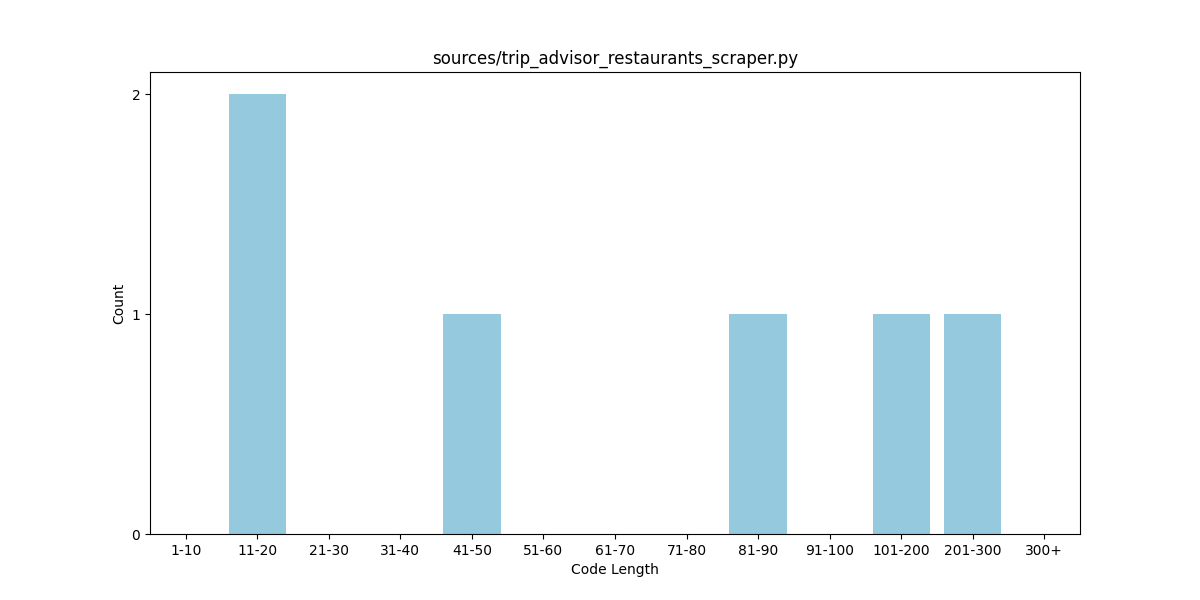 sources/trip_advisor_restaurants_scraper.py
2
1
0
Count
1-10 11-20 21-30 31-40 41-50 51-60 61-70 71-80 81-90 91-100 101-200 201-300 300+
Code Length